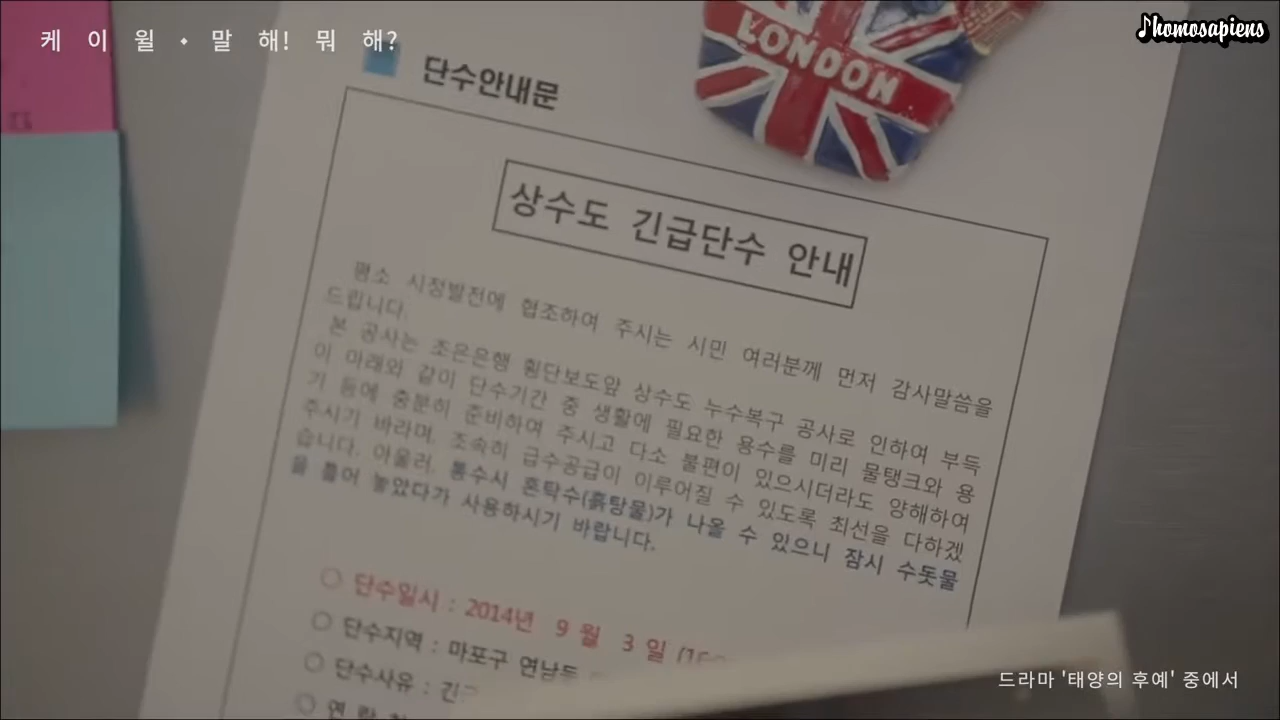 케이윌 · 말해! 뭐해?
♪homosapiens
LONDON
단수안내문
상수도 긴급단수 안내
평소 시정발전에 협조하여 주시는 시민 여러분께 먼저 감사말씀을
드립니다.
본 공사는 조은은행 횡단보도앞 상수도 누수복구 공사로 인하여 부득
이 아래와 같이 단수기간 중 생활에 필요한 용수를 미리 물탱크와 용
기 등에 충분히 준비하여 주시고 다소 불편이 있으시더라도 양해하여
주시기 바라며, 조속히 급수공급이 이루어질 수 있도록 최선을 다하겠
습니다. 아울러, 통수시 혼탁수(흙탕물)가 나올 수 있으니 잠시 수돗물
을 틀어 놓았다가 사용하시기 바랍니다.
○ 단수일시 : 2014년 9월 3일
○ 단수지역 : 마포구 연남동
○ 단수사유 : 긴급
드라마 '태양의 후예' 중에서